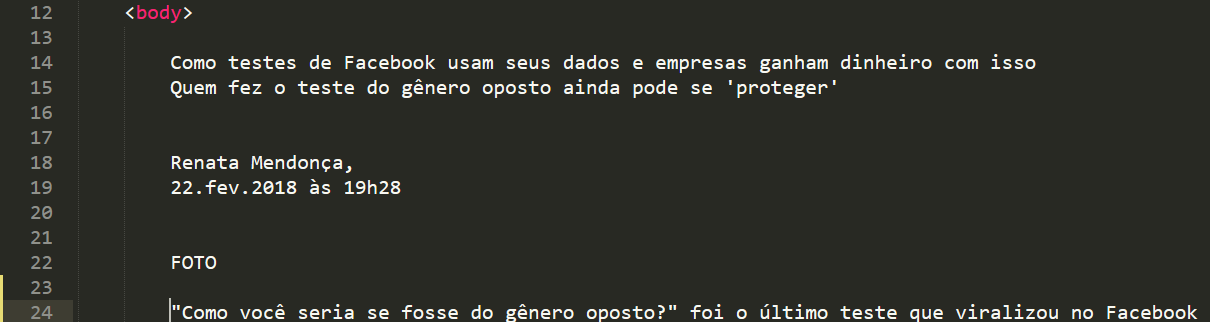 12 <body>
13
14 Como testes de Facebook usam seus dados e empresas ganham dinheiro com isso
15 Quem fez o teste do gênero oposto ainda pode se 'proteger'
16
17
18 Renata Mendonça,
19 22.fev.2018 às 19h28
20
21
22 FOTO
23
24 "Como você seria se fosse do gênero oposto?" foi o último teste que viralizou no Facebook